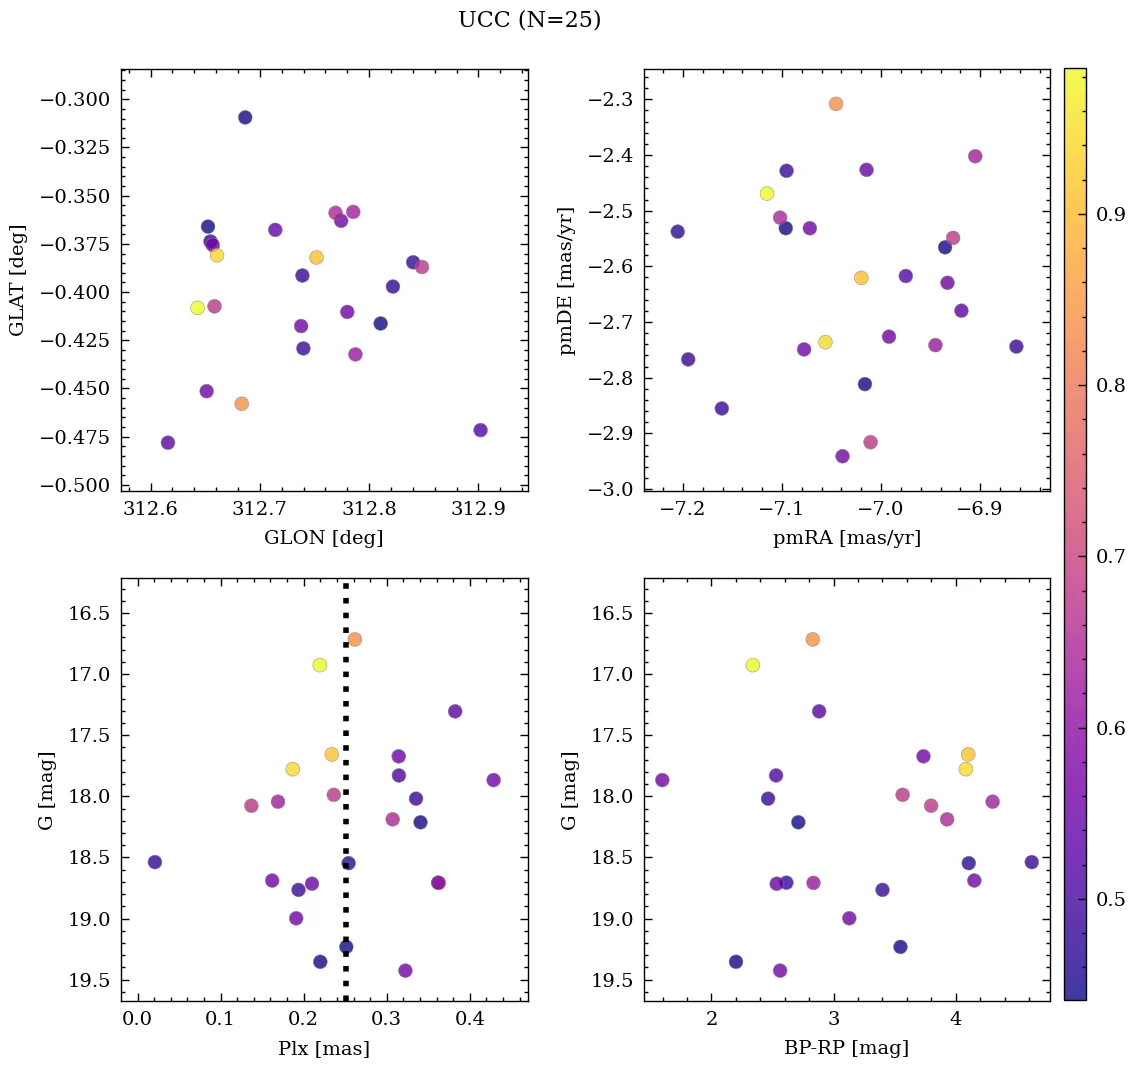 UCC (N=25)
−0.300
−0.325
−0.350
−0.375
−0.400
−0.425
−0.450
−0.475
−0.500
GLAT [deg]
312.6 312.7 312.8 312.9
GLON [deg]
−2.3
−2.4
−2.5
−2.6
−2.7
−2.8
−2.9
−3.0
pmDE [mas/yr]
−7.2 −7.1 −7.0 −6.9
pmRA [mas/yr]
16.5
17.0
17.5
18.0
18.5
19.0
19.5
G [mag]
0.0 0.1 0.2 0.3 0.4
Plx [mas]
16.5
17.0
17.5
18.0
18.5
19.0
19.5
G [mag]
2 3 4
BP-RP [mag]
0.9
0.8
0.7
0.6
0.5